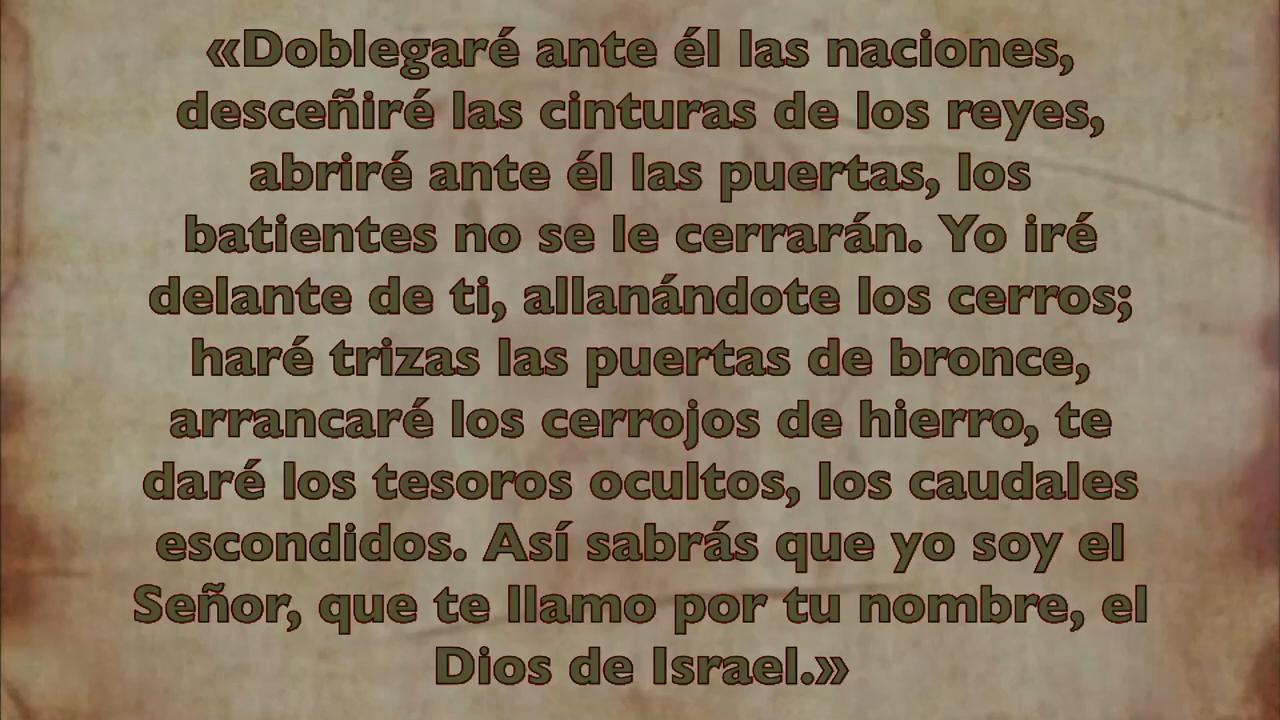 «Doblegaré ante él las naciones,
desceñiré las cinturas de los reyes,
abriré ante él las puertas, los
batientes no se le cerrarán. Yo iré
delante de ti, allanándote los cerros;
haré trizas las puertas de bronce,
arrancaré los cerrojos de hierro, te
daré los tesoros ocultos, los caudales
escondidos. Así sabrás que yo soy el
Señor, que te llamo por tu nombre, el
Dios de Israel.»